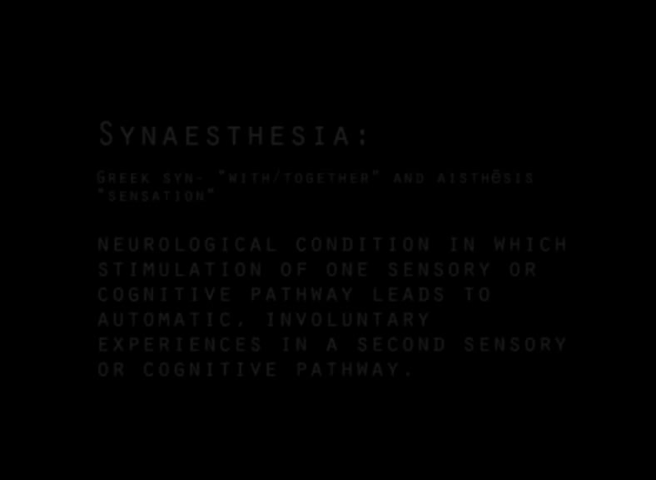 SYNAESTHESIA:
GREEK SYN- "WITH/TOGETHER" AND AISTHêSIS
"SENSATION"
NEUROLOGICAL CONDITION IN WHICH
STIMULATION OF ONE SENSORY OR
COGNITIVE PATHWAY LEADS TO
AUTOMATIC, INVOLUNTARY
EXPERIENCES IN A SECOND SENSORY
OR COGNITIVE PATHWAY.